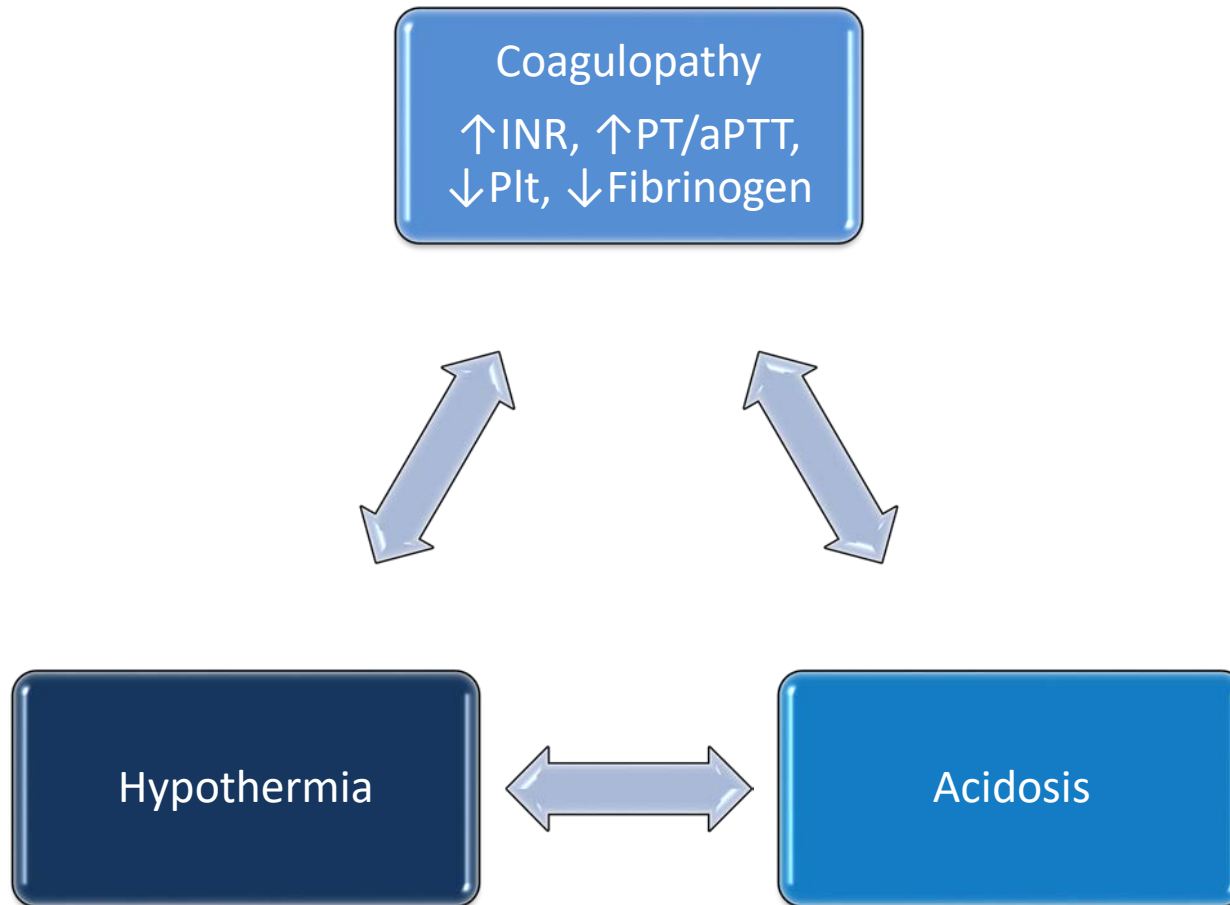 Coagulopathy
↑INR, ↑PT/aPTT,
↓Plt, ↓Fibrinogen
Hypothermia
Acidosis